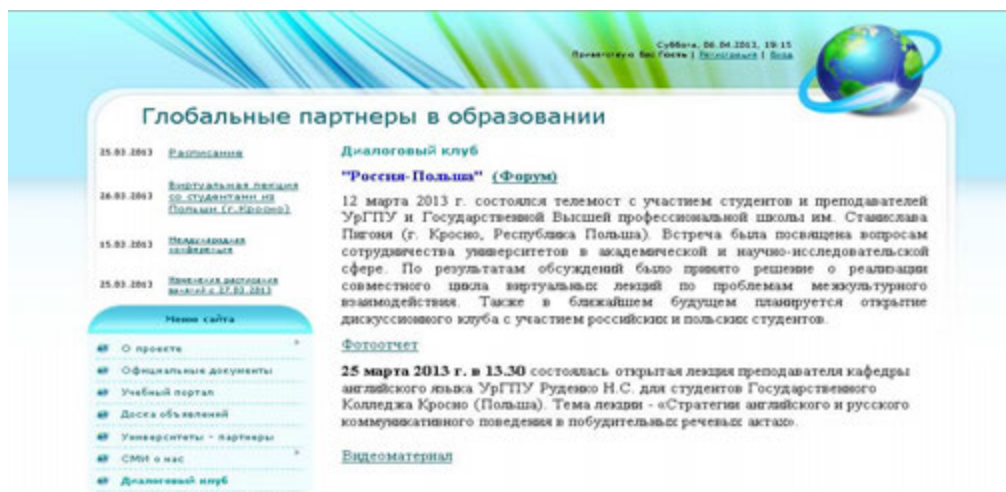 Суббота, 06.04.2013, 19:15
Приветствую Вас Гость | Регистрация | Вход
Глобальные партнеры в образовании
25.03.2013 Расписание
26.03.2013 Виртуальная лекция
со студентами из
Польши (г.Кросно)
15.03.2013 Международная
конференция
25.03.2013 Изменения расписания
занятий с 27.03.2013
Меню сайта
О проекте
Официальные документы
Учебный портал
Доска объявлений
Университеты - партнеры
СМИ о нас
Диалоговый клуб
Диалоговый клуб
"Россия-Польша" (Форум)
12 марта 2013 г. состоялся телемост с участием студентов и преподавателей
УрГПУ и Государственной Высшей профессиональной школы им. Станислава
Пигоня (г. Кросно, Республика Польша). Встреча была посвящена вопросам
сотрудничества университетов в академической и научно-исследовательской
сфере. По результатам обсуждений было принято решение о реализации
совместного цикла виртуальных лекций по проблемам межкультурного
взаимодействия. Также в ближайшем будущем планируется открытие
дискуссионного клуба с участием российских и польских студентов.
Фотоотчет
25 марта 2013 г. в 13.30 состоялась открытая лекция преподавателя кафедры
английского языка УрГПУ Руденко Н.С. для студентов Государственного
Колледжа Кросно (Польша). Тема лекции - «Стратегии английского и русского
коммуникативного поведения в побудительных речевых актах».
Видеоматериал